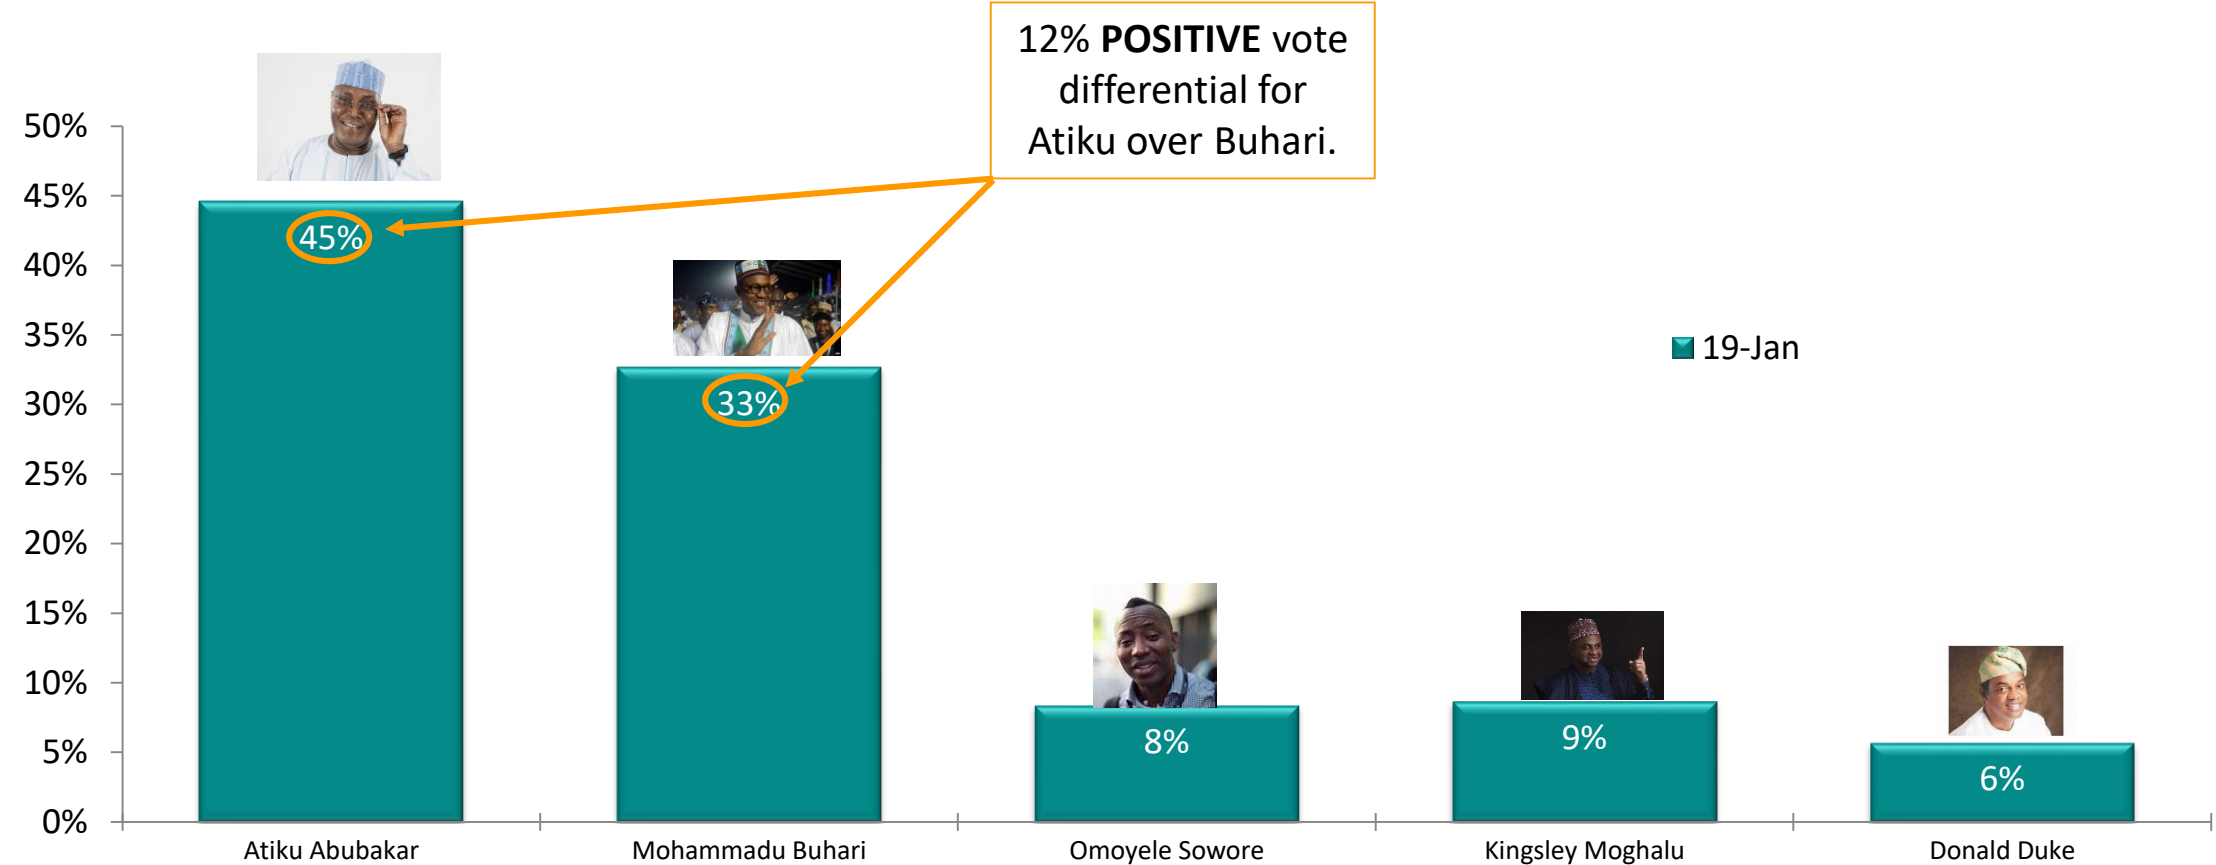 12% POSITIVE vote
differential for
Atiku over Buhari.
50%
45%
40%
35%
30%
25%
20%
15%
10%
5%
0%
45%
33%
8%
9%
6%
19-Jan
Atiku Abubakar
Mohammadu Buhari
Omoyele Sowore
Kingsley Moghalu
Donald Duke